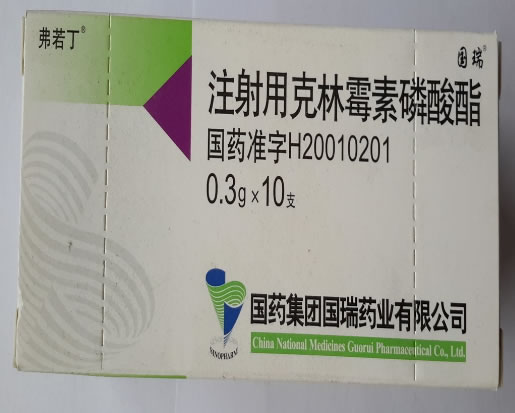 弗若丁®
国瑞®
注射用克林霉素磷酸酯
国药准字H20010201
0.3g×10支
国药集团国瑞药业有限公司
China National Medicines Guorui Pharmaceutical Co., Ltd.
SINOPHARM